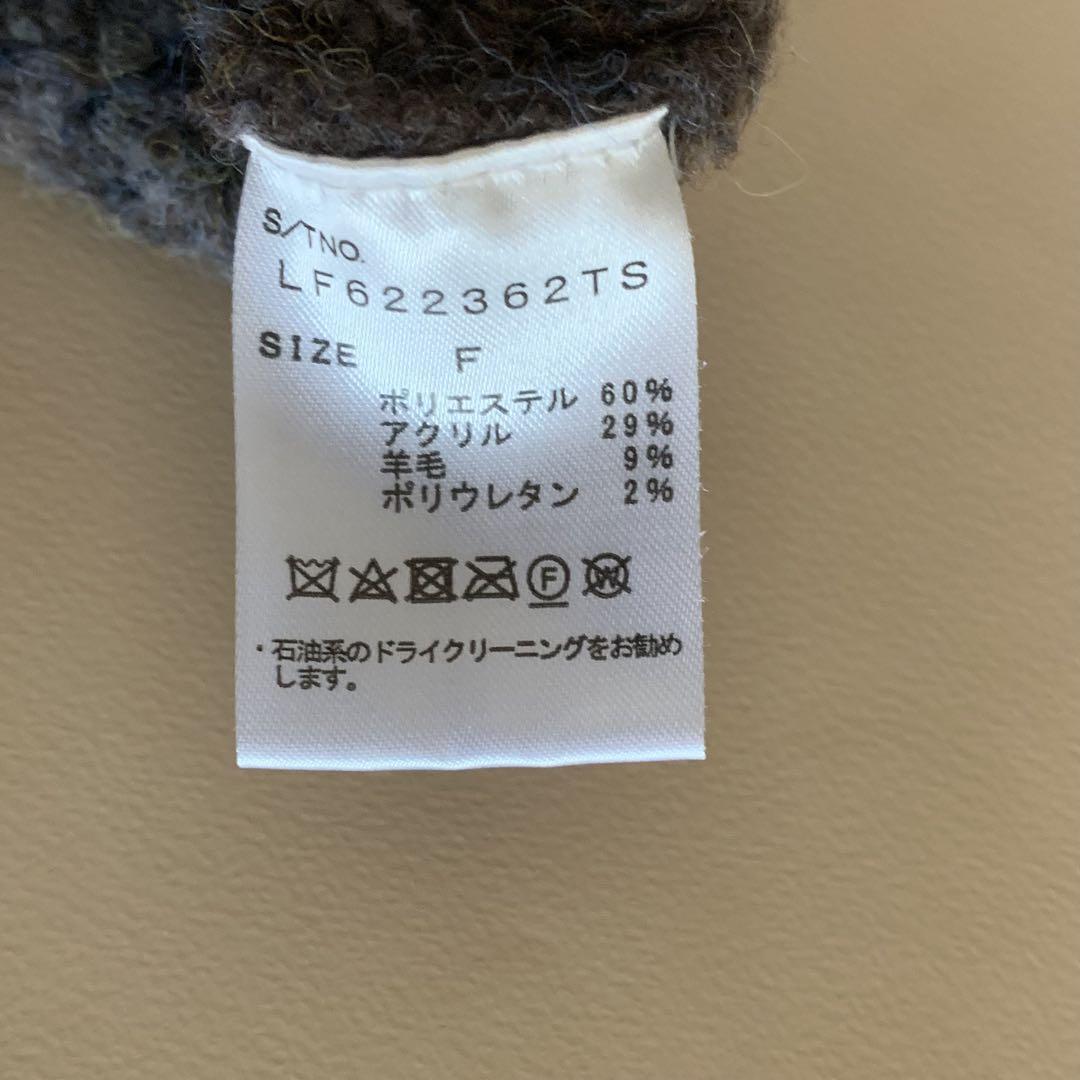 S/TNO.
LF622362TS
SIZE F
ポリエステル 60%
アクリル 29%
羊毛 9%
ポリウレタン 2%
F W
・石油系のドライクリーニングをお勧め
します。